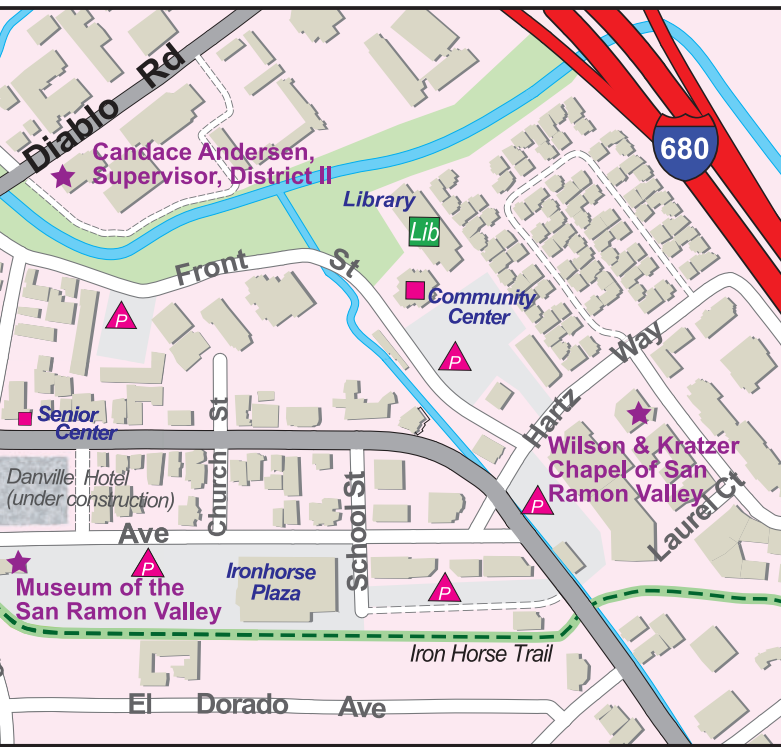 Diablo Rd
680
Candace Andersen,
Supervisor, District II
Library
Lib
Front St
Community
Center
P
P
Hartz Way
Senior
Center
Church St
Wilson & Kratzer
Chapel of San
Ramon Valley
Danville Hotel
(under construction)
School St
P
Laurel Ct
Ave
P
Ironhorse
Plaza
P
Museum of the
San Ramon Valley
Iron Horse Trail
El Dorado Ave